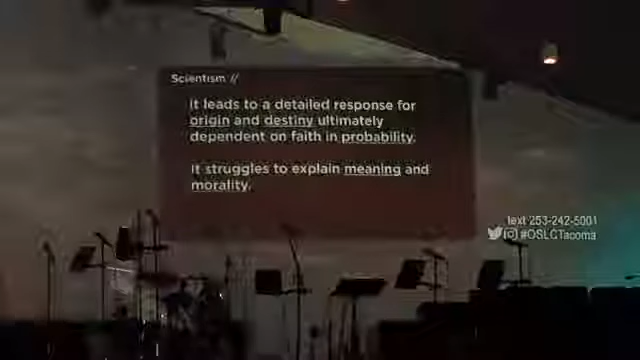 Scientism //
it leads to a detailed response for
origin and destiny ultimately
dependent on faith in probability.
it struggles to explain meaning and
morality.
text 253-242-5001
#OSLCTacoma